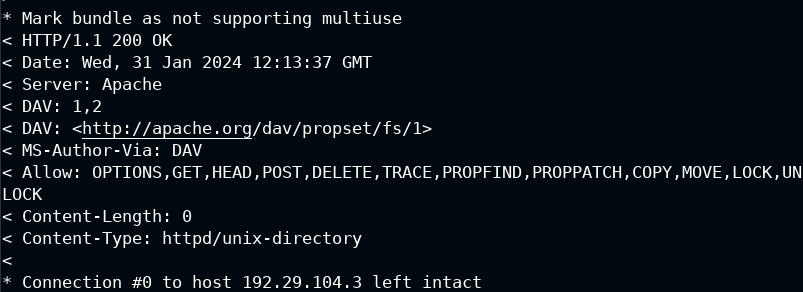 * Mark bundle as not supporting multiuse
< HTTP/1.1 200 OK
< Date: Wed, 31 Jan 2024 12:13:37 GMT
< Server: Apache
< DAV: 1,2
< DAV: <http://apache.org/dav/propset/fs/1>
< MS-Author-Via: DAV
< Allow: OPTIONS,GET,HEAD,POST,DELETE,TRACE,PROPFIND,PROPPATCH,COPY,MOVE,LOCK,UN
LOCK
< Content-Length: 0
< Content-Type: httpd/unix-directory
<
* Connection #0 to host 192.29.104.3 left intact